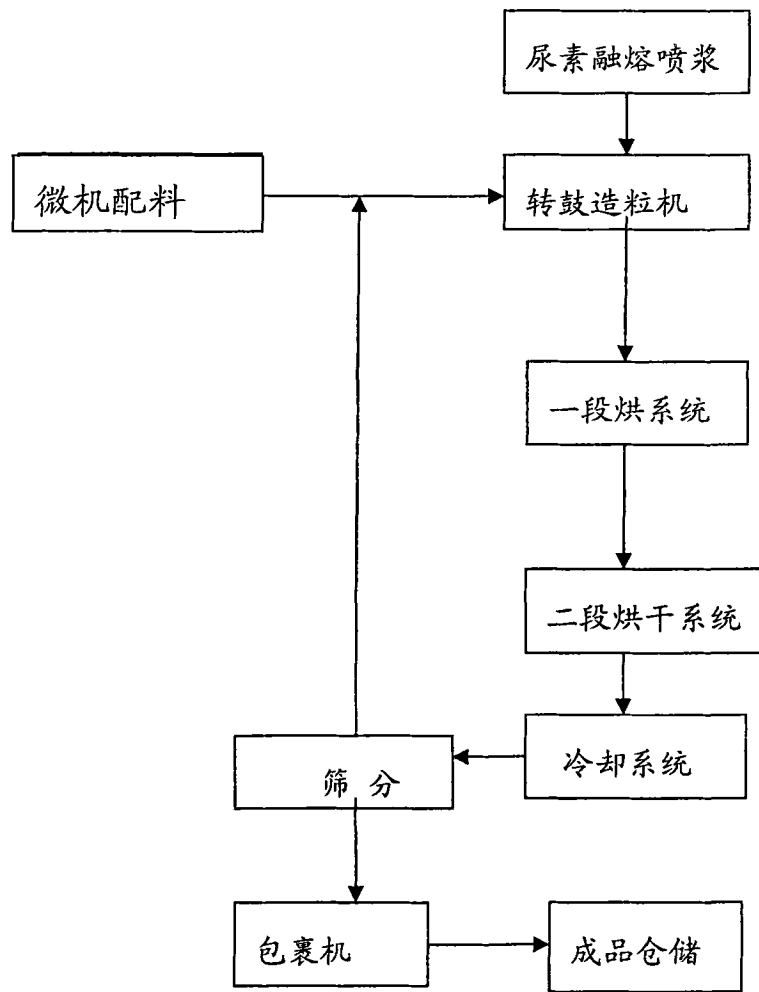 尿素融熔喷浆
微机配料
转鼓造粒机
一段烘系统
二段烘干系统
冷却系统
筛分
包裹机
成品仓储